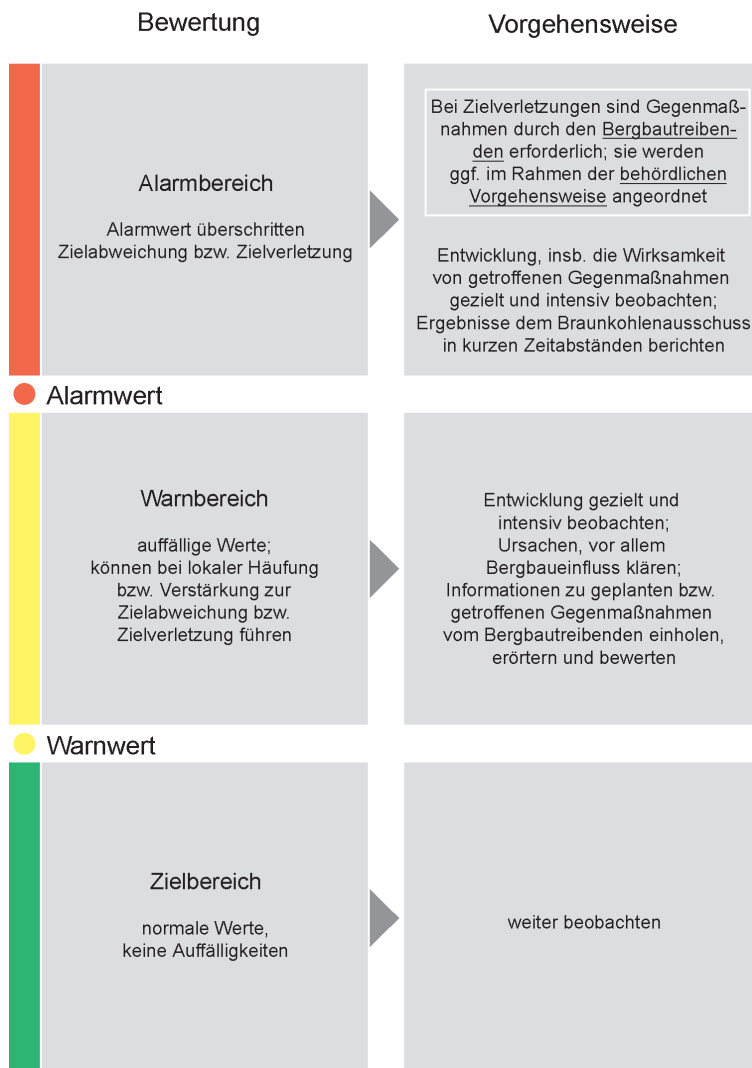 Bewertung
Vorgehensweise
Alarmbereich
Alarmwert überschritten
Zielabweichung bzw. Zielverletzung
Bei Zielverletzungen sind Gegenmaß-
nahmen durch den Bergbautreiben-
den erforderlich; sie werden
ggf. im Rahmen der behördlichen
Vorgehensweise angeordnet
Entwicklung, insb. die Wirksamkeit
von getroffenen Gegenmaßnahmen
gezielt und intensiv beobachten;
Ergebnisse dem Braunkohlenausschuss
in kurzen Zeitabständen berichten
Alarmwert
Warnbereich
auffällige Werte;
können bei lokaler Häufung
bzw. Verstärkung zur
Zielabweichung bzw.
Zielverletzung führen
Entwicklung gezielt und
intensiv beobachten;
Ursachen, vor allem
Bergbaueinfluss klären;
Informationen zu geplanten bzw.
getroffenen Gegenmaßnahmen
vom Bergbautreibenden einholen,
erörtern und bewerten
Warnwert
Zielbereich
normale Werte,
keine Auffälligkeiten
weiter beobachten